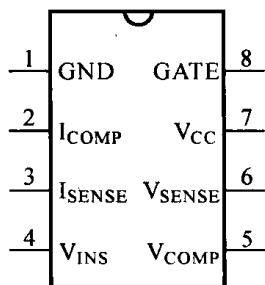 1 GND GATE 8
2 ICOMP VCC 7
3 ISENSE VSENSE 6
4 VINS VCOMP 5